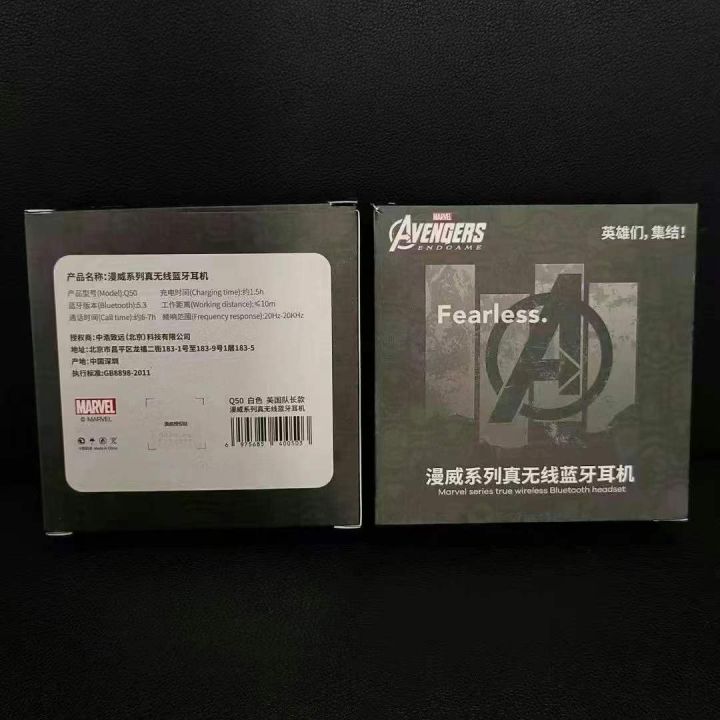 产品名称:漫威系列真无线蓝牙耳机
产品型号(Model):Q50 充电时间(Charging time):约1.5h
蓝牙版本(Bluetooth):5.3 工作距离(Working distance):≤10m
通话时间(Call time):约6-7h 频响范围(Frequency response):20Hz-20KHz
授权商:中浩致远(北京)科技有限公司
地址:北京市昌平区龙禧二街183-1号至183-9号1层183-5
产地:中国深圳
执行标准:GB8898-2011
MARVEL
© MARVEL
Made in China
Q50 白色 美国队长款
漫威系列真无线蓝牙耳机
6 975685 400503
MARVEL
AVENGERS
ENDGAME
英雄们,集结!
Fearless.
漫威系列真无线蓝牙耳机
Marvel series true wireless Bluetooth headset